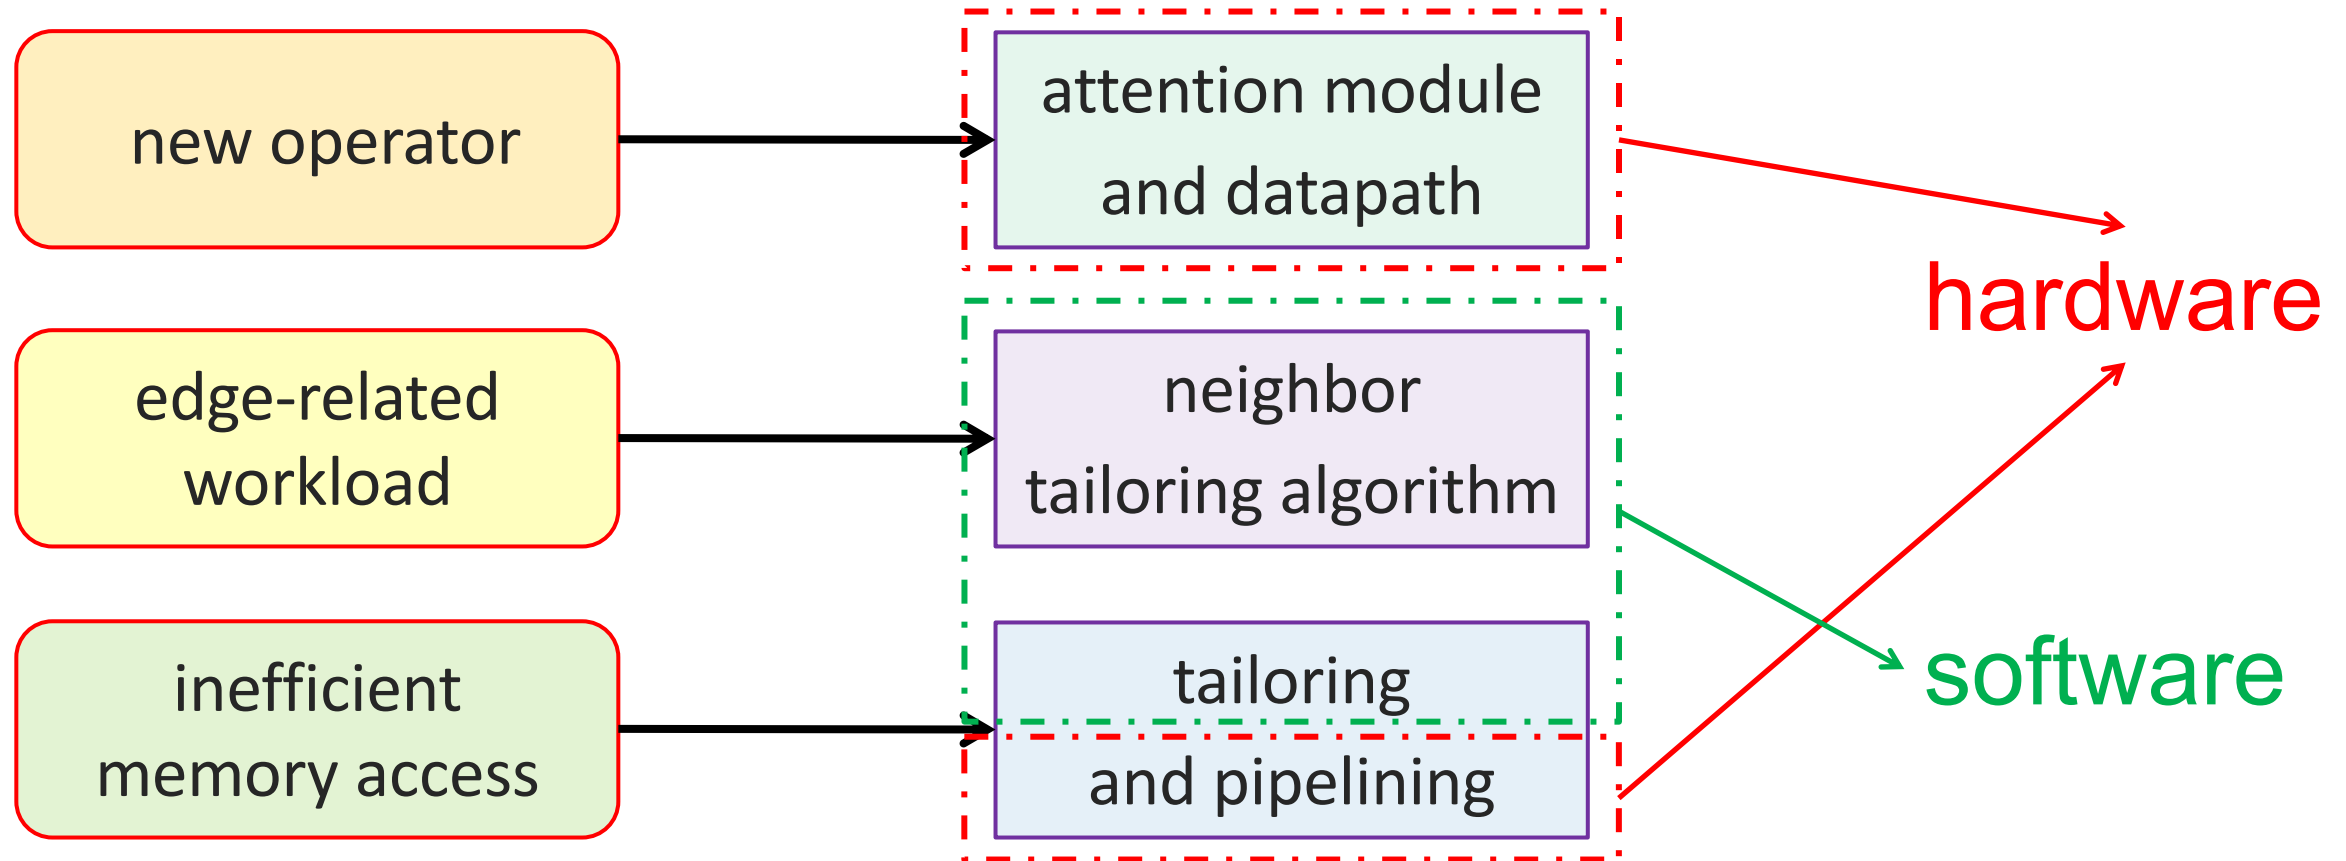 new operator
attention module
and datapath
hardware
edge-related
workload
neighbor
tailoring algorithm
inefficient
memory access
tailoring
and pipelining
software